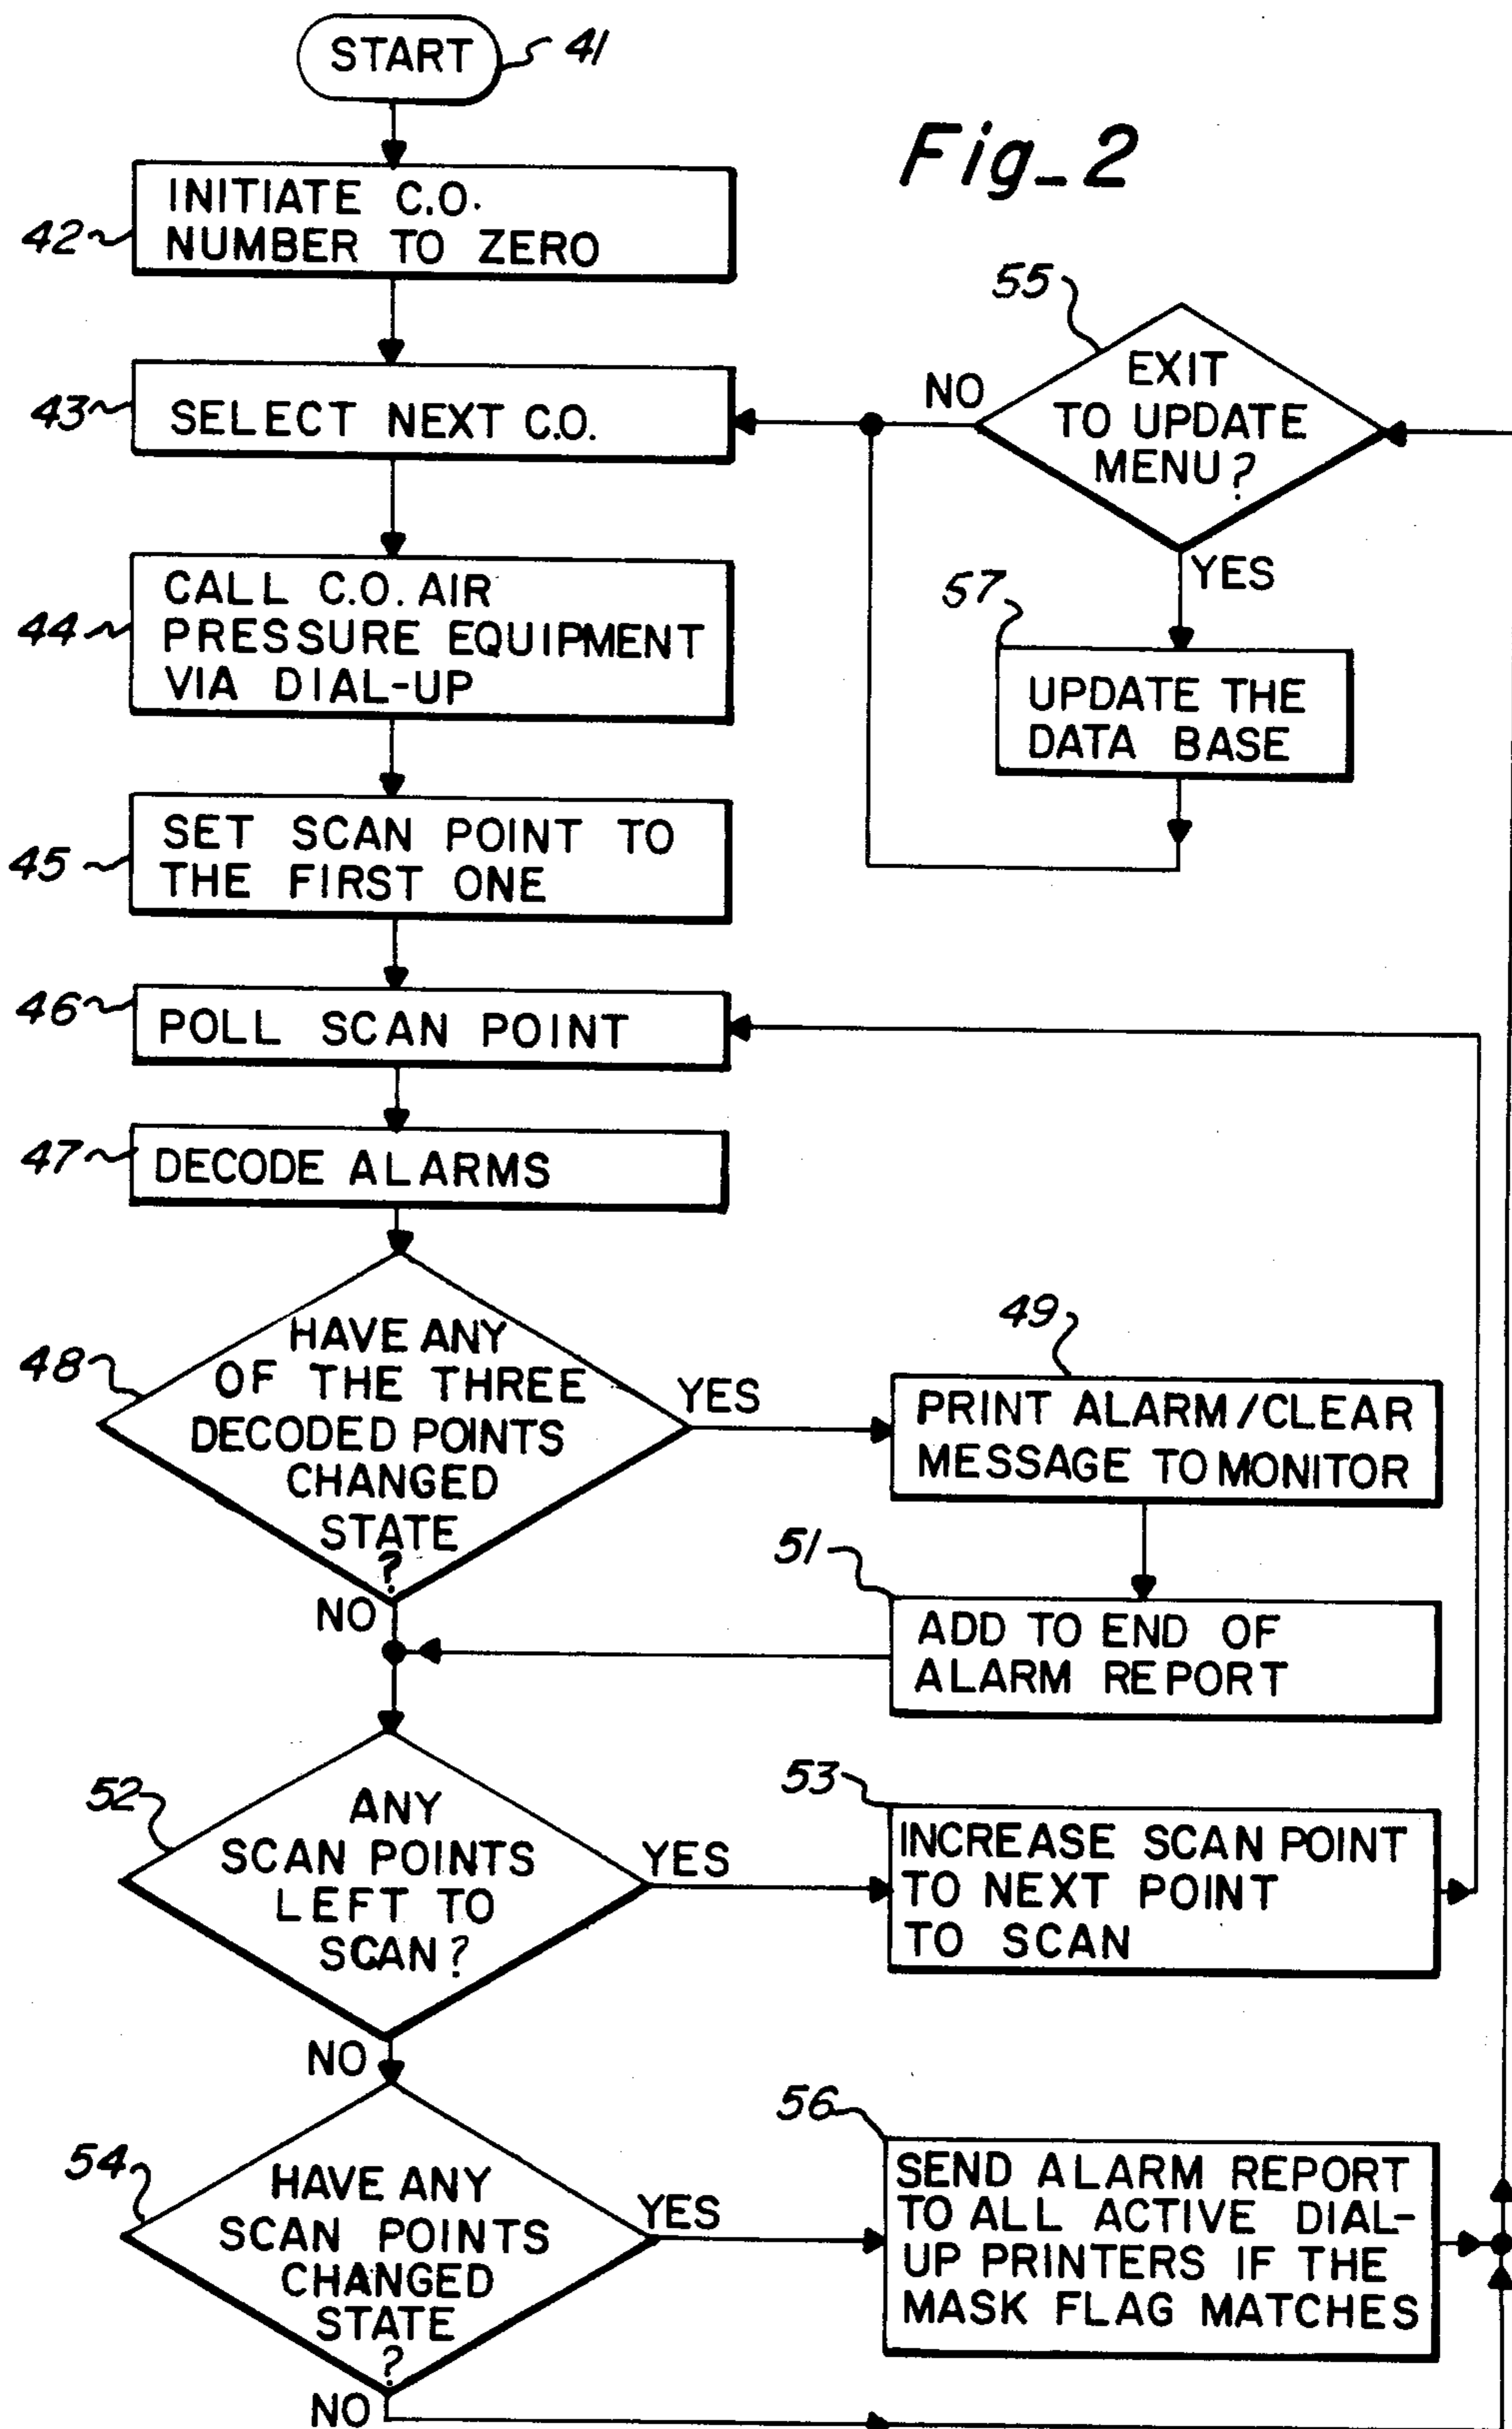 START
41
Fig_2
42
INITIATE C.O.
NUMBER TO ZERO
43
SELECT NEXT C.O.
NO
55
EXIT
TO UPDATE
MENU?
YES
44
CALL C.O. AIR
PRESSURE EQUIPMENT
VIA DIAL-UP
57
UPDATE THE
DATA BASE
45
SET SCAN POINT TO
THE FIRST ONE
46
POLL SCAN POINT
47
DECODE ALARMS
48
HAVE ANY
OF THE THREE
DECODED POINTS
CHANGED
STATE
?
YES
NO
49
PRINT ALARM/CLEAR
MESSAGE TO MONITOR
51
ADD TO END OF
ALARM REPORT
52
ANY
SCAN POINTS
LEFT TO
SCAN?
YES
NO
53
INCREASE SCAN POINT
TO NEXT POINT
TO SCAN
54
HAVE ANY
SCAN POINTS
CHANGED
STATE
?
YES
NO
56
SEND ALARM REPORT
TO ALL ACTIVE DIAL-
UP PRINTERS IF THE
MASK FLAG MATCHES